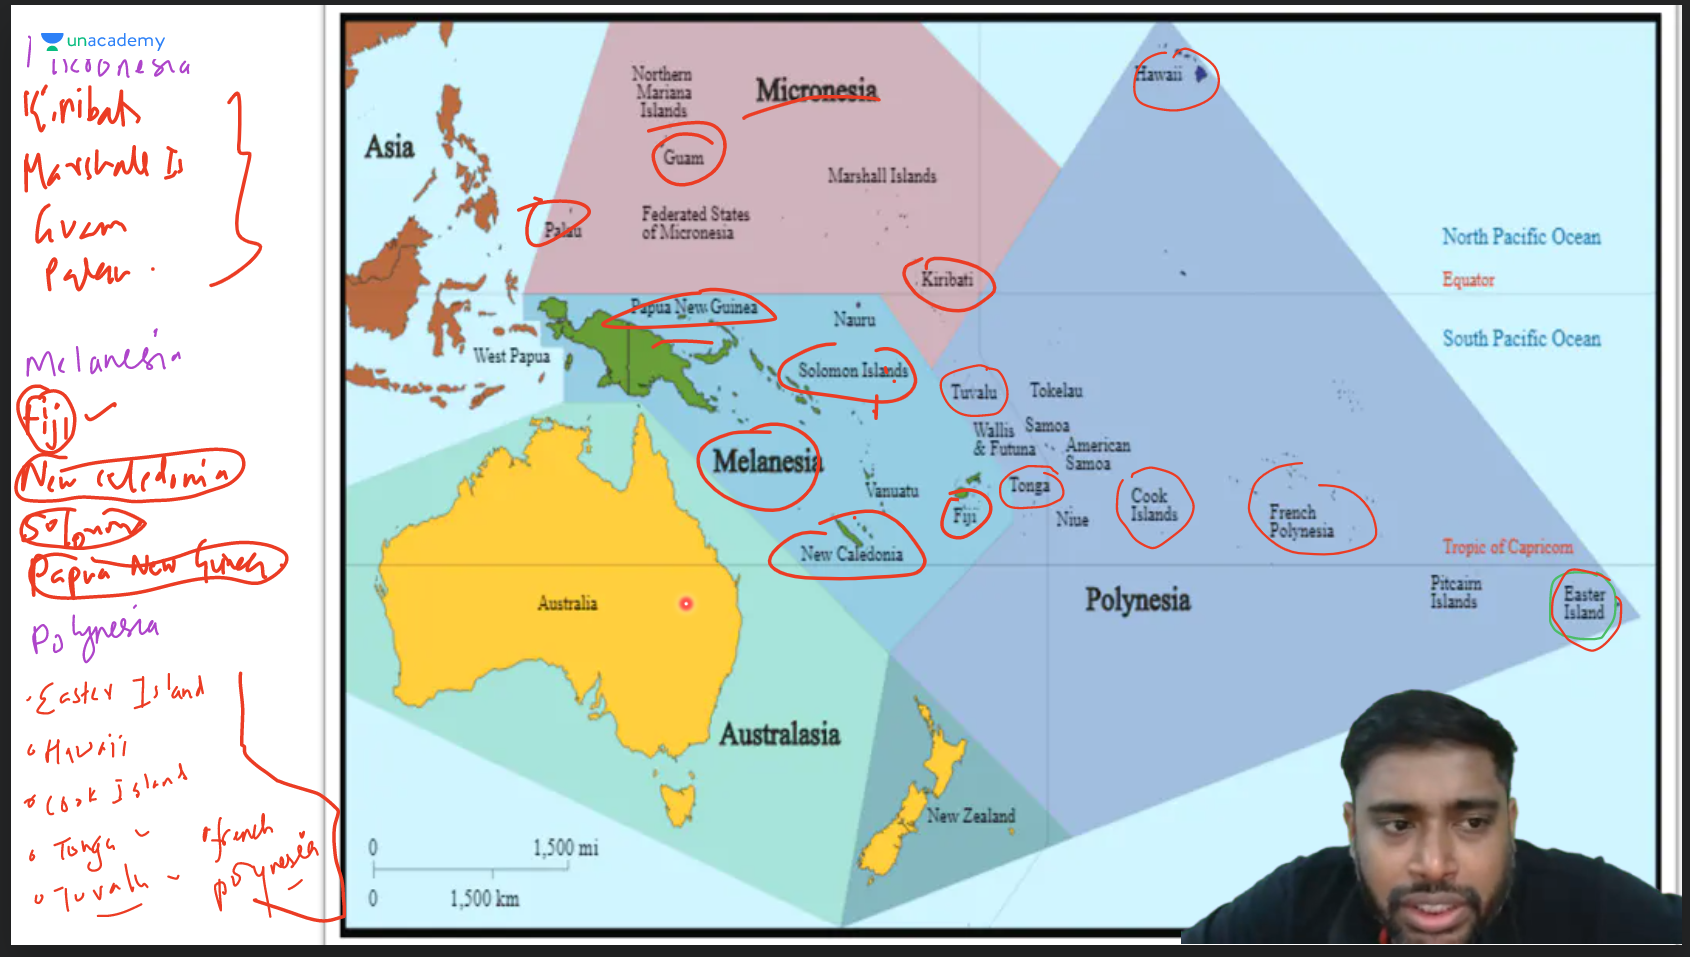 unacademy
Micronesia
Kiribati
Marshall Is
Guam
Palau
Melanesia
Fiji
New Caledonia
Solomon
Papua New Guinea
Polynesia
Easter Island
Hawaii
Cook Island
Tonga
Tuvalu
french
polynesia
Asia
Northern
Mariana
Islands
Micronesia
Hawaii
Guam
Marshall Islands
Palau
Federated States
of Micronesia
North Pacific Ocean
Kiribati
Equator
Papua New Guinea
Nauru
South Pacific Ocean
West Papua
Solomon Islands
Tuvalu
Tokelau
Wallis
& Futuna
Samoa
American
Samoa
Melanesia
Vanuatu
Fiji
Tonga
Niue
Cook
Islands
French
Polynesia
New Caledonia
Tropic of Capricorn
Australia
Polynesia
Pitcairn
Islands
Easter
Island
Australasia
New Zealand
0
1,500 mi
0
1,500 km